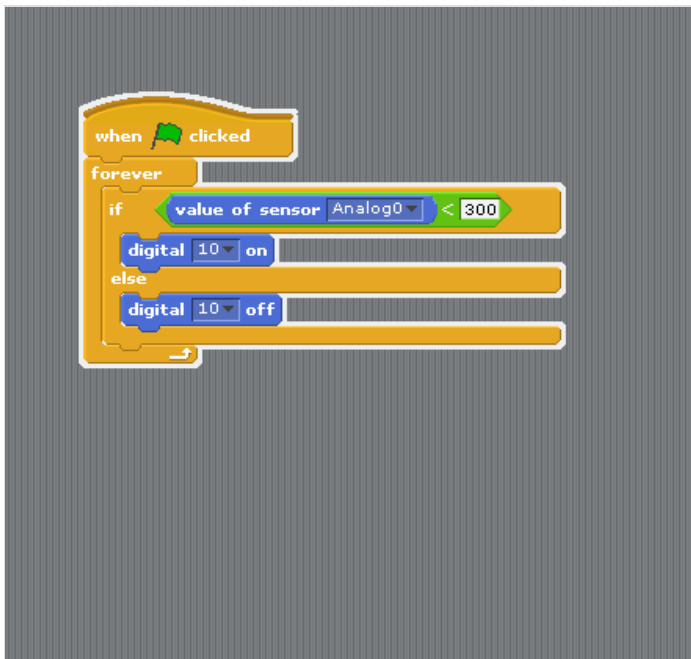 when clicked
forever
if value of sensor Analog0 < 300
digital 10 on
else
digital 10 off